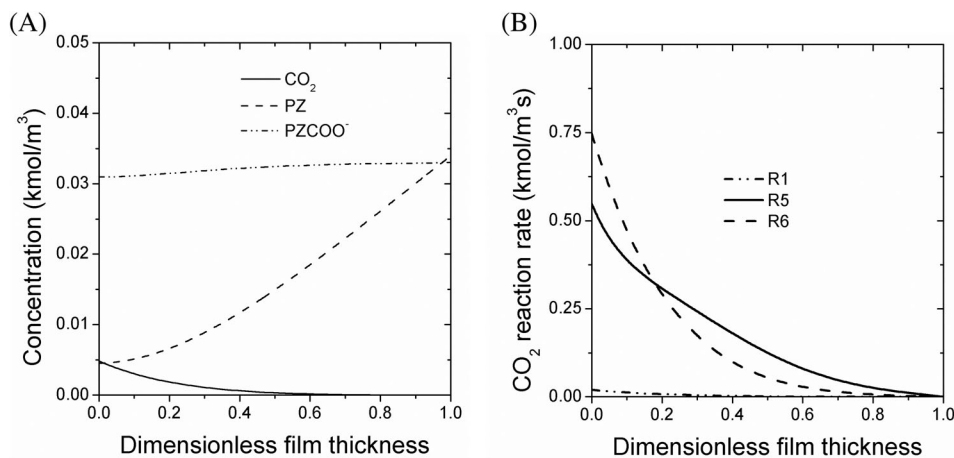 (A)
0.05
0.04
0.03
0.02
0.01
0.00
Concentration (kmol/m³)
CO₂
PZ
PZCOO⁻
0.0 0.2 0.4 0.6 0.8 1.0
Dimensionless film thickness
(B)
1.00
0.75
0.50
0.25
0.00
CO₂ reaction rate (kmol/m³s)
R1
R5
R6
0.0 0.2 0.4 0.6 0.8 1.0
Dimensionless film thickness